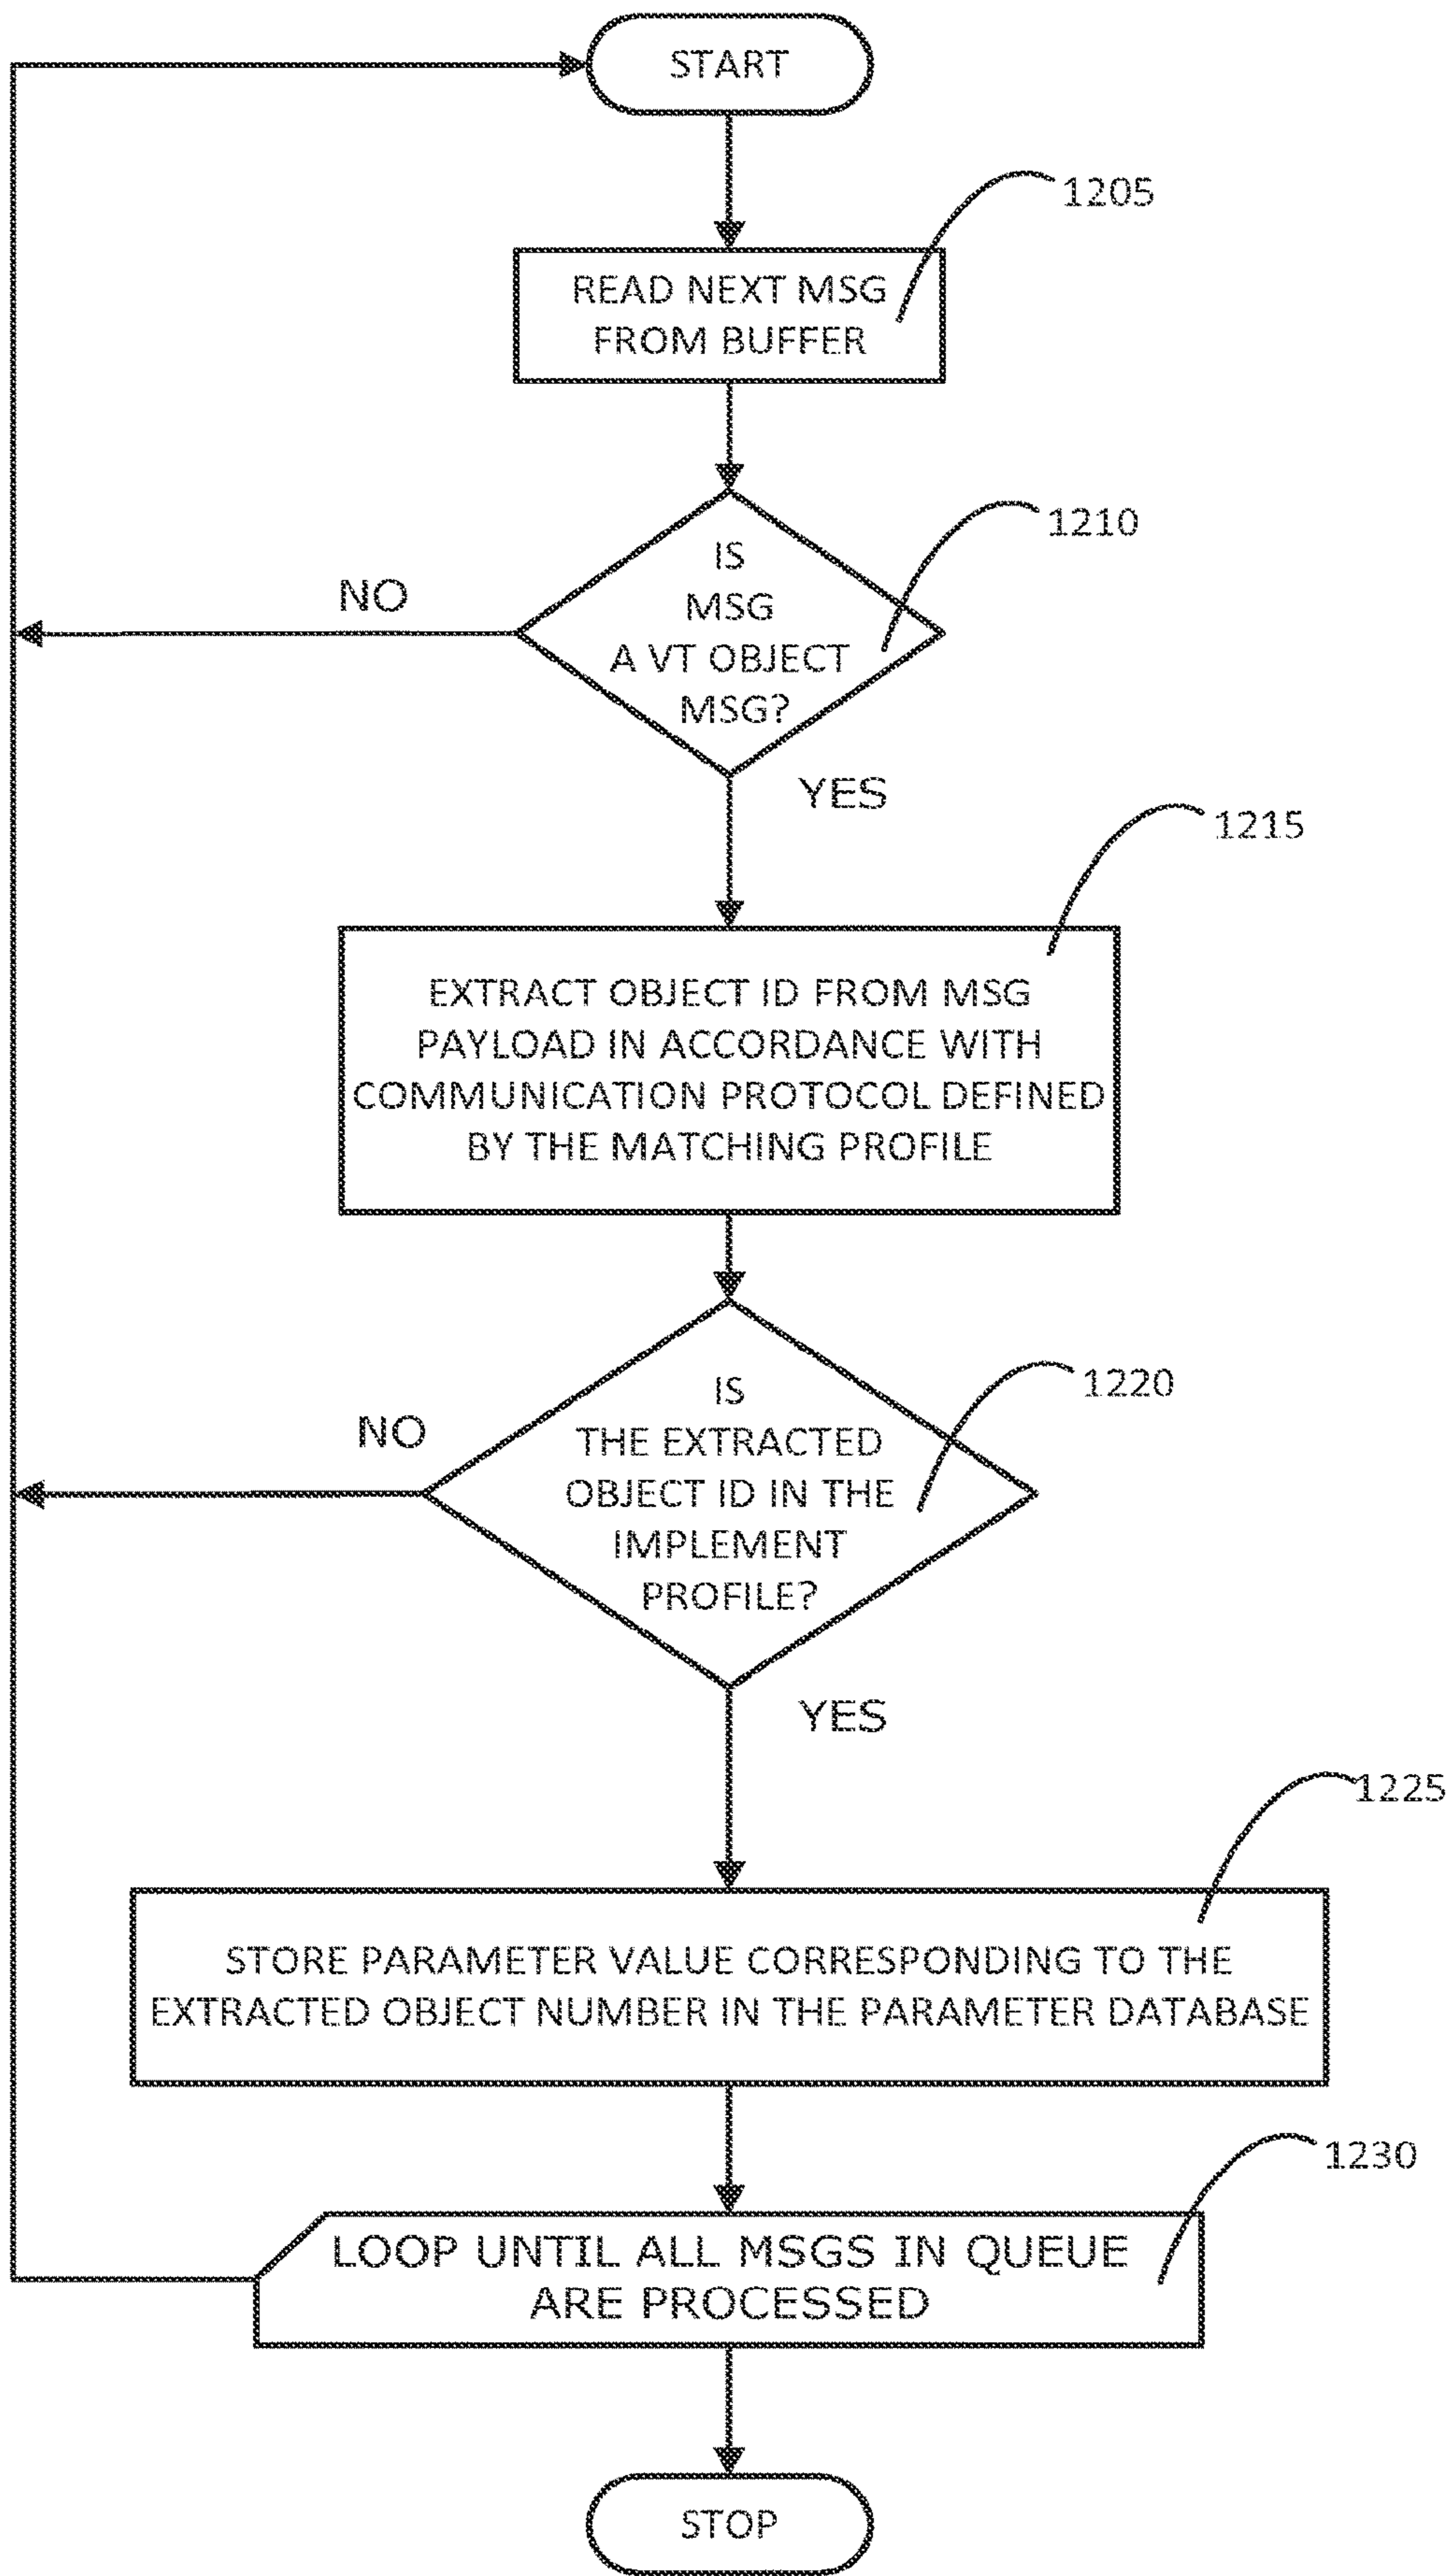 START
1205
READ NEXT MSG
FROM BUFFER
1210
IS
MSG
A VT OBJECT
MSG?
NO
YES
1215
EXTRACT OBJECT ID FROM MSG
PAYLOAD IN ACCORDANCE WITH
COMMUNICATION PROTOCOL DEFINED
BY THE MATCHING PROFILE
1220
IS
THE EXTRACTED
OBJECT ID IN THE
IMPLEMENT
PROFILE?
NO
YES
1225
STORE PARAMETER VALUE CORRESPONDING TO THE
EXTRACTED OBJECT NUMBER IN THE PARAMETER DATABASE
1230
LOOP UNTIL ALL MSGS IN QUEUE
ARE PROCESSED
STOP